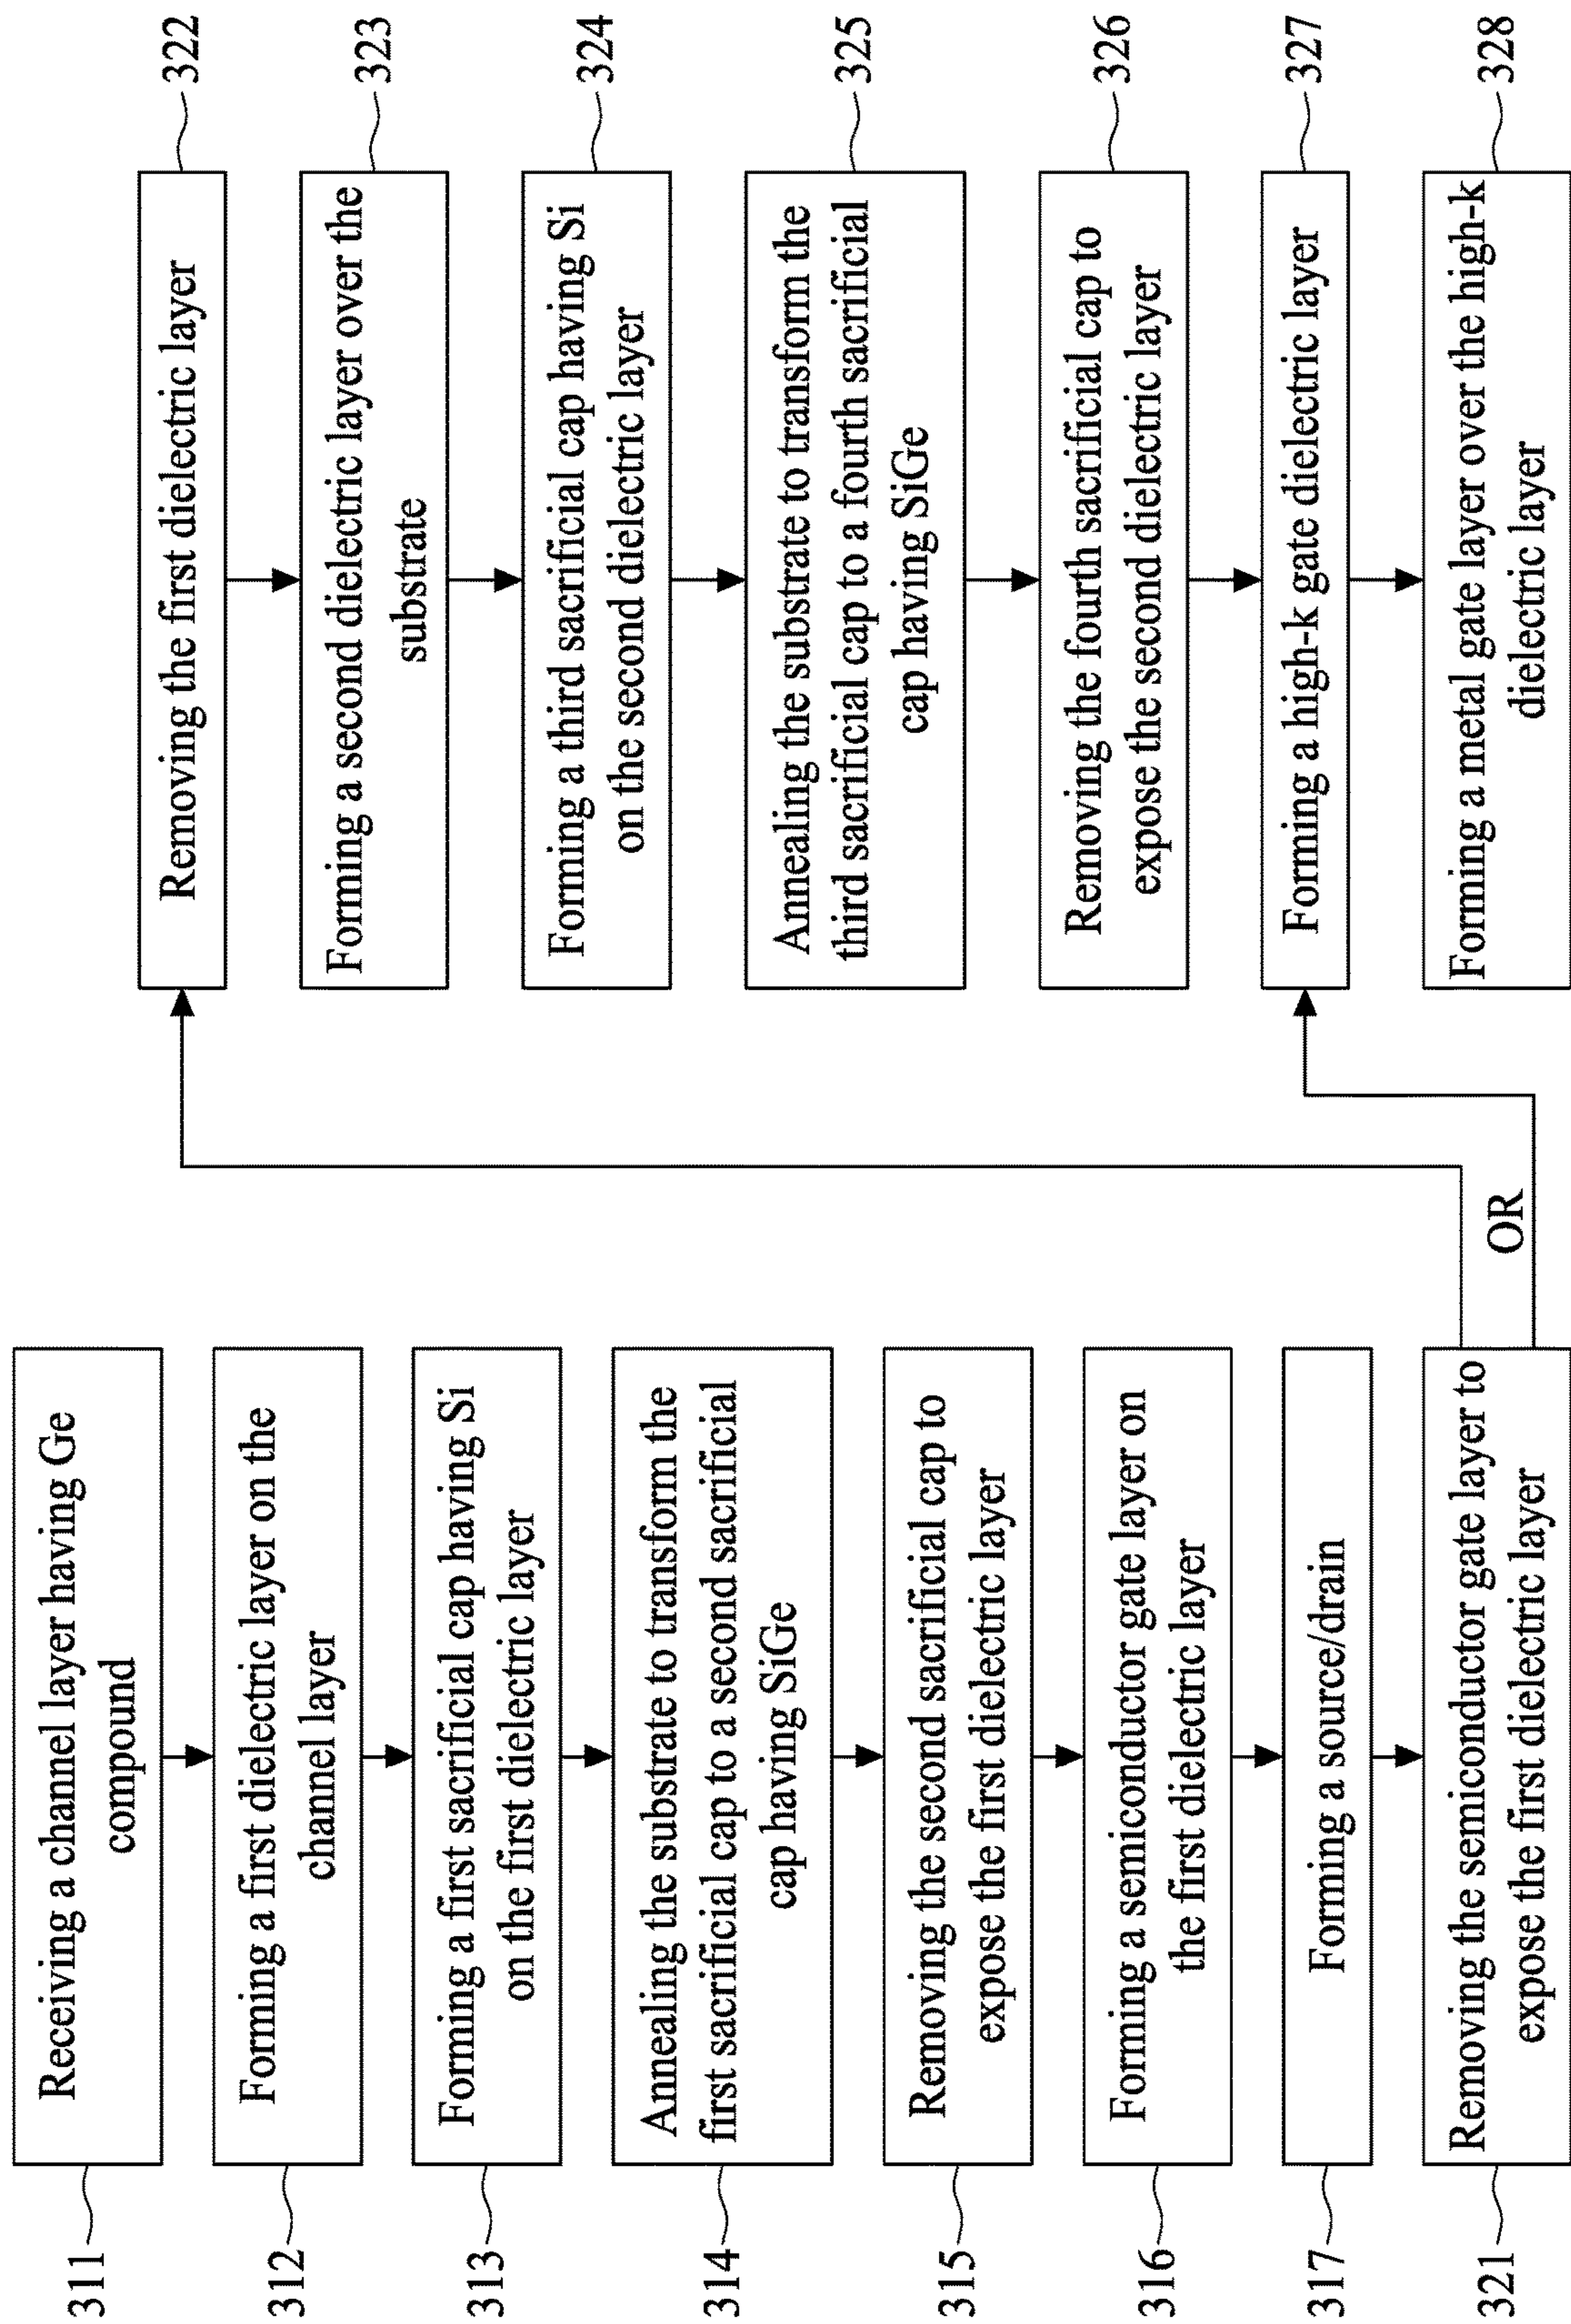 311
Receiving a channel layer having Ge
compound
312
Forming a first dielectric layer on the
channel layer
313
Forming a first sacrificial cap having Si
on the first dielectric layer
314
Annealing the substrate to transform the
first sacrificial cap to a second sacrificial
cap having SiGe
315
Removing the second sacrificial cap to
expose the first dielectric layer
316
Forming a semiconductor gate layer on
the first dielectric layer
317
Forming a source/drain
321
Removing the semiconductor gate layer to
expose the first dielectric layer
OR
Removing the first dielectric layer
322
Forming a second dielectric layer over the
substrate
323
Forming a third sacrificial cap having Si
on the second dielectric layer
324
Annealing the substrate to transform the
third sacrificial cap to a fourth sacrificial
cap having SiGe
325
Removing the fourth sacrificial cap to
expose the second dielectric layer
326
Forming a high-k gate dielectric layer
327
Forming a metal gate layer over the high-k
dielectric layer
328